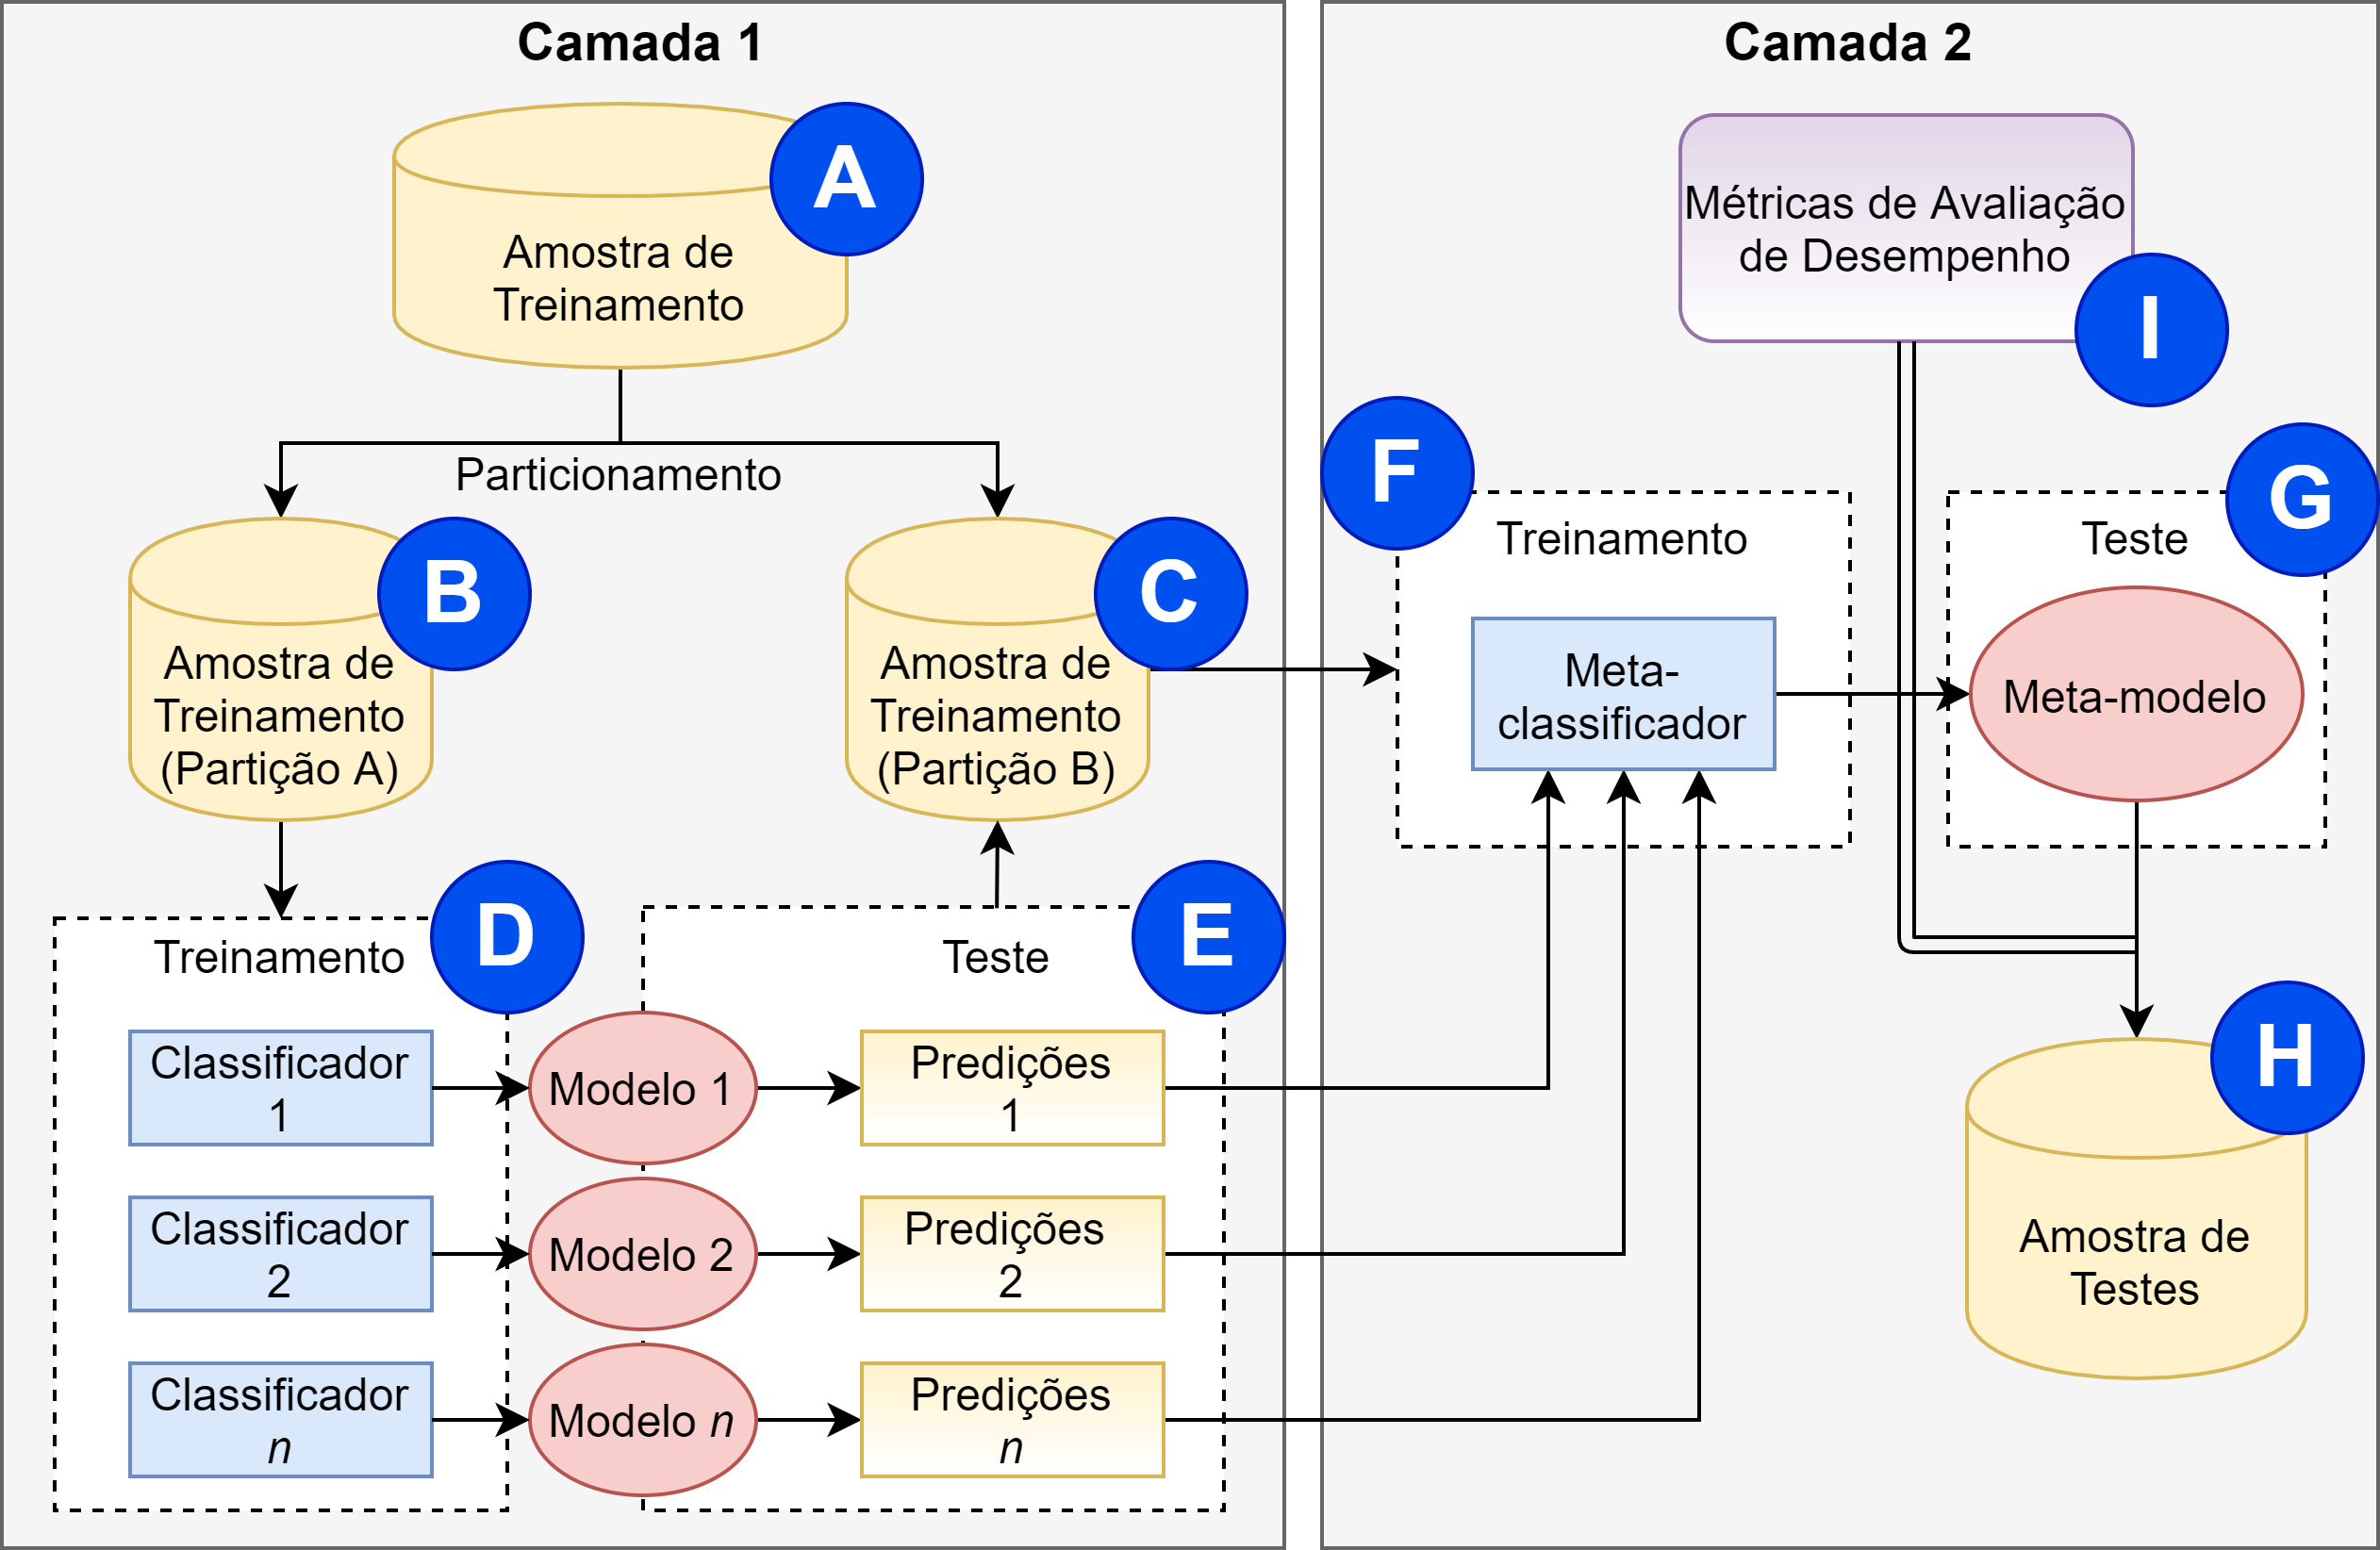 Camada 1
A
Amostra de
Treinamento
Particionamento
B
Amostra de
Treinamento
(Partição A)
C
Amostra de
Treinamento
(Partição B)
D
Treinamento
Classificador
1
Classificador
2
Classificador
n
E
Teste
Modelo 1
Predições
1
Modelo 2
Predições
2
Modelo n
Predições
n
Camada 2
Métricas de Avaliação
de Desempenho
I
F
Treinamento
Meta-
classificador
G
Teste
Meta-modelo
H
Amostra de
Testes